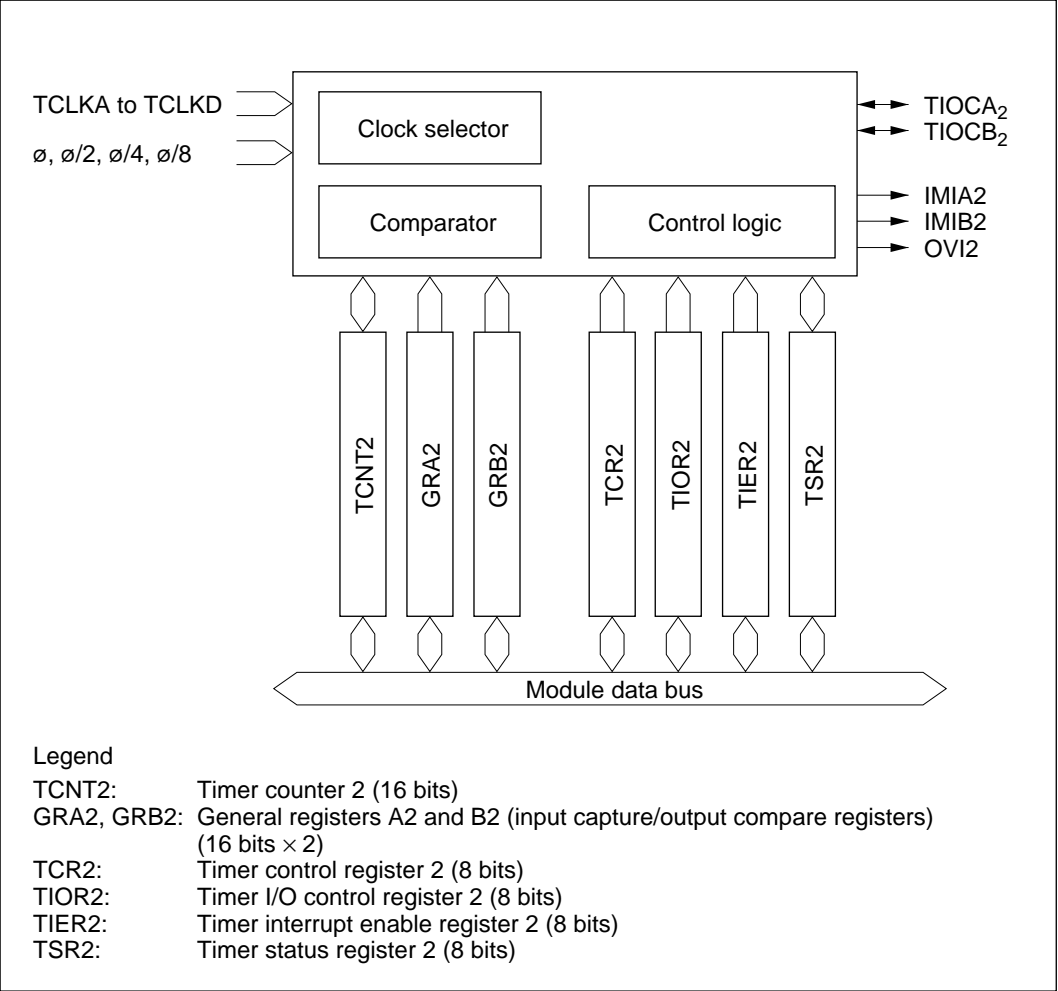 TCLKA to TCLKD
ø, ø/2, ø/4, ø/8
Clock selector
Comparator
Control logic
TIOCA2
TIOCB2
IMIA2
IMIB2
OVI2
TCNT2
GRA2
GRB2
TCR2
TIOR2
TIER2
TSR2
Module data bus
Legend
TCNT2: Timer counter 2 (16 bits)
GRA2, GRB2: General registers A2 and B2 (input capture/output compare registers)
(16 bits × 2)
TCR2: Timer control register 2 (8 bits)
TIOR2: Timer I/O control register 2 (8 bits)
TIER2: Timer interrupt enable register 2 (8 bits)
TSR2: Timer status register 2 (8 bits)